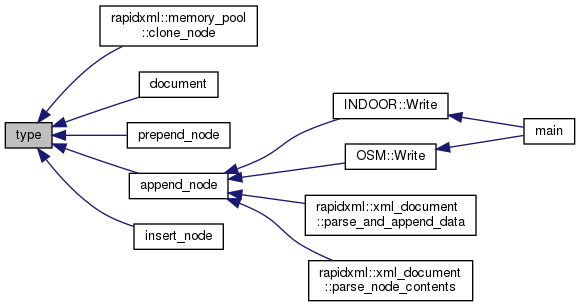 rapidxml::memory_pool
::clone_node
document
type
prepend_node
append_node
insert_node
INDOOR::Write
OSM::Write
main
rapidxml::xml_document
::parse_and_append_data
rapidxml::xml_document
::parse_node_contents